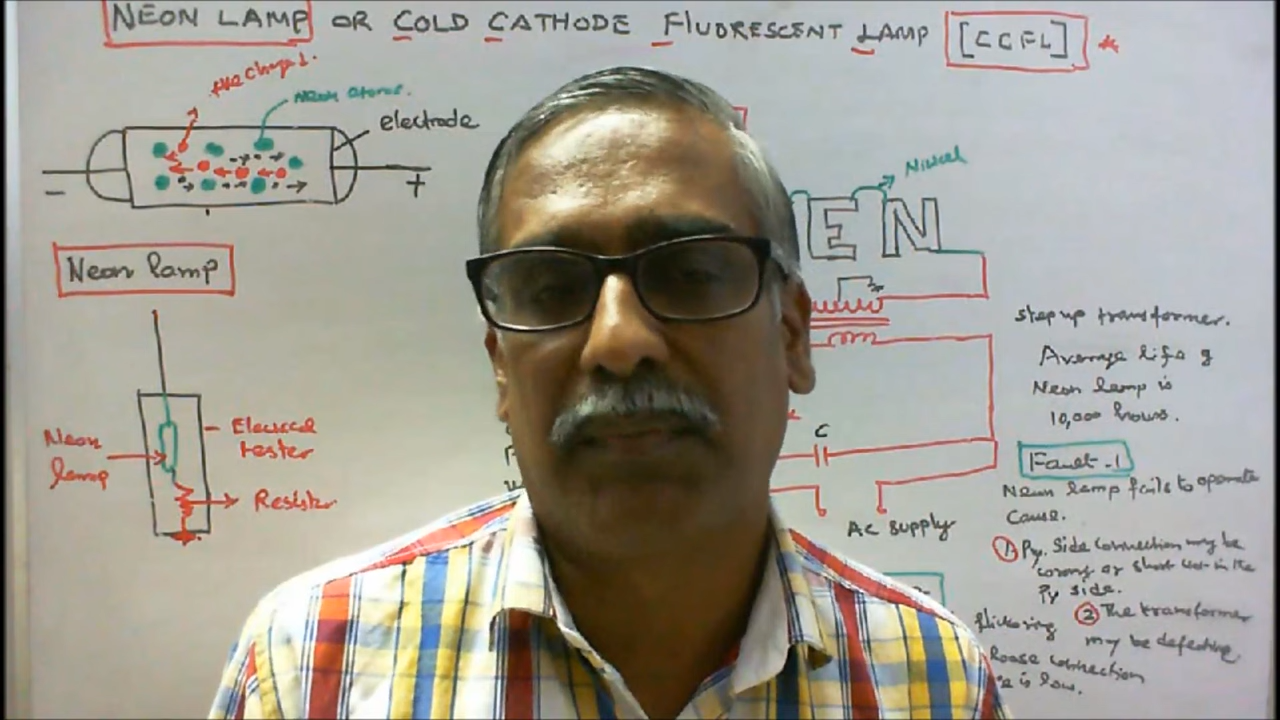 NEON LAMP OR COLD CATHODE FLUORESCENT LAMP [CCFL]
+ve charged.
Neon atoms.
electrode
- +
Neon lamp
Neon
lamp
Electrical
tester
Resistor
EN
step up transformer.
Average life of
Neon lamp is
10,000 hours.
C
AC supply
Fault-1
Neon lamp fails to operate
Cause.
① Py. Side connection may be
wrong or short in the
Py side.
② The transformer
may be defective
flickering
connection
is low.